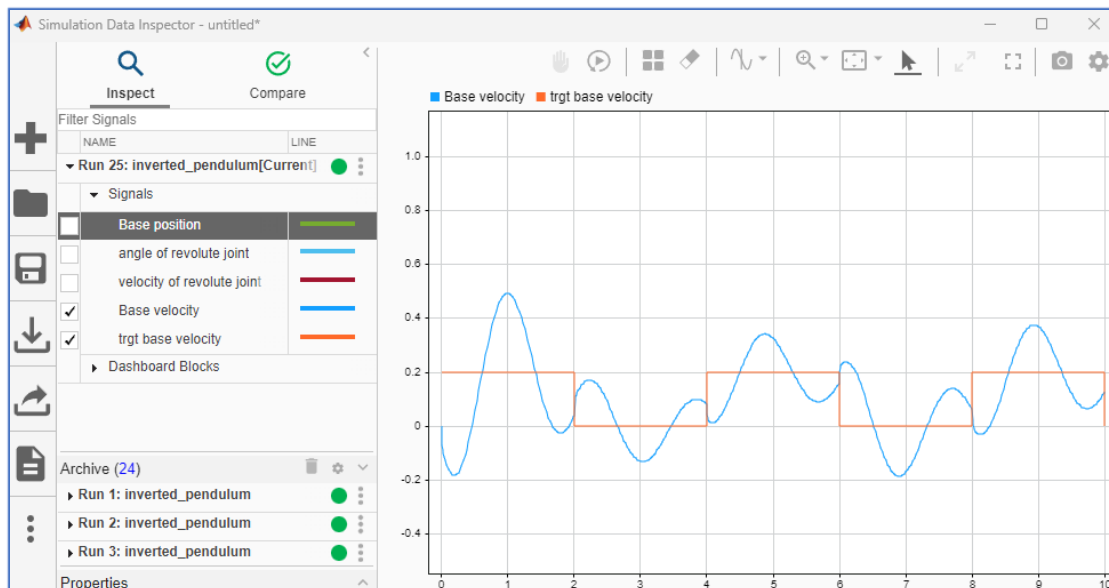 Simulation Data Inspector - untitled*
Inspect
Compare
Filter Signals
NAME LINE
Run 25: inverted_pendulum[Current]
Signals
Base position
angle of revolute joint
velocity of revolute joint
Base velocity
trgt base velocity
Dashboard Blocks
Archive (24)
Run 1: inverted_pendulum
Run 2: inverted_pendulum
Run 3: inverted_pendulum
Properties
Base velocity trgt base velocity
1.0
0.8
0.6
0.4
0.2
0
-0.2
-0.4
0 1 2 3 4 5 6 7 8 9 10